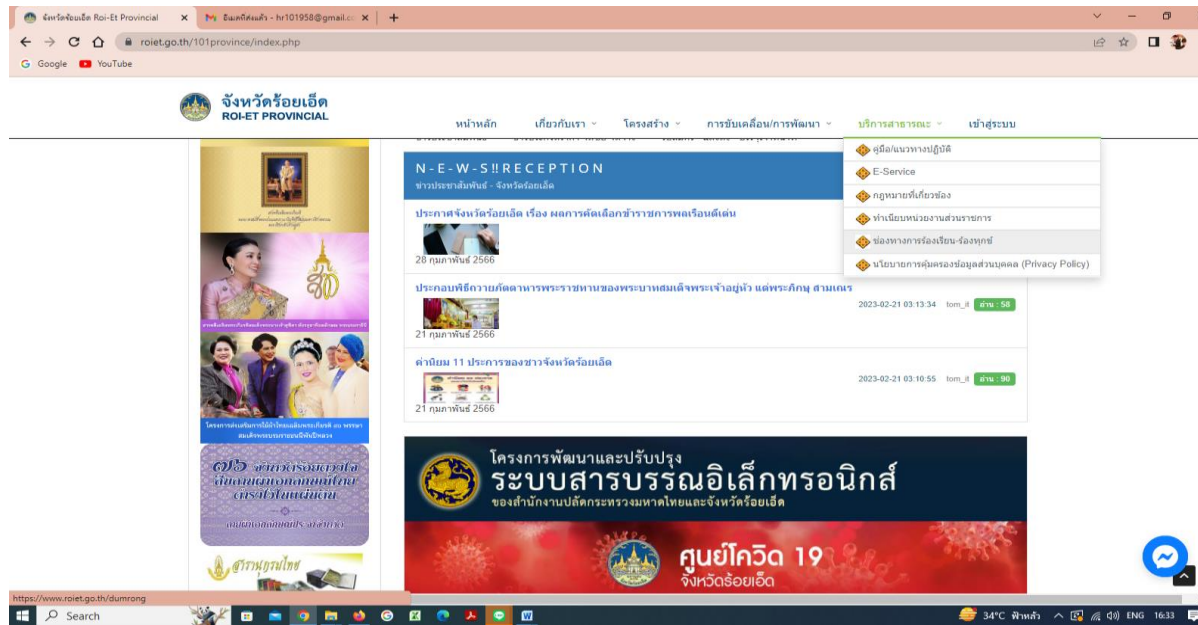 จังหวัดร้อยเอ็ด Roi-Et Provincial
อีเมลที่ส่งแล้ว - hr101958@gmail.c
roiet.go.th/101province/index.php
Google
YouTube
จังหวัดร้อยเอ็ด
ROI-ET PROVINCIAL
หน้าหลัก เกี่ยวกับเรา โครงสร้าง การขับเคลื่อน/การพัฒนา บริการสาธารณะ เข้าสู่ระบบ
คู่มือ/แนวทางปฏิบัติ
E-Service
กฎหมายที่เกี่ยวข้อง
ทำเนียบหน่วยงานส่วนราชการ
ช่องทางการร้องเรียน-ร้องทุกข์
นโยบายการคุ้มครองข้อมูลส่วนบุคคล (Privacy Policy)
N-E-W-S!! RECEPTION
ข่าวประชาสัมพันธ์ - จังหวัดร้อยเอ็ด
ประกาศจังหวัดร้อยเอ็ด เรื่อง ผลการคัดเลือกข้าราชการพลเรือนดีเด่น
28 กุมภาพันธ์ 2566
ประกอบพิธีถวายภัตตาหารพระราชทานของพระบาทสมเด็จพระเจ้าอยู่หัว แด่พระภิกษุ สามเณร
2023-02-21 03:13:34 tom_it อ่าน : 58
21 กุมภาพันธ์ 2566
ค่านิยม 11 ประการของชาวจังหวัดร้อยเอ็ด
2023-02-21 03:10:55 tom_it อ่าน : 90
21 กุมภาพันธ์ 2566
โครงการพัฒนาและปรับปรุง
ระบบสารบรรณอิเล็กทรอนิกส์
ของสำนักงานปลัดกระทรวงมหาดไทยและจังหวัดร้อยเอ็ด
ศูนย์โควิด 19
จังหวัดร้อยเอ็ด
สารานุกรมไทย
https://www.roiet.go.th/dumrong
Search
34°C ฟ้าหลัว
ENG
16:33